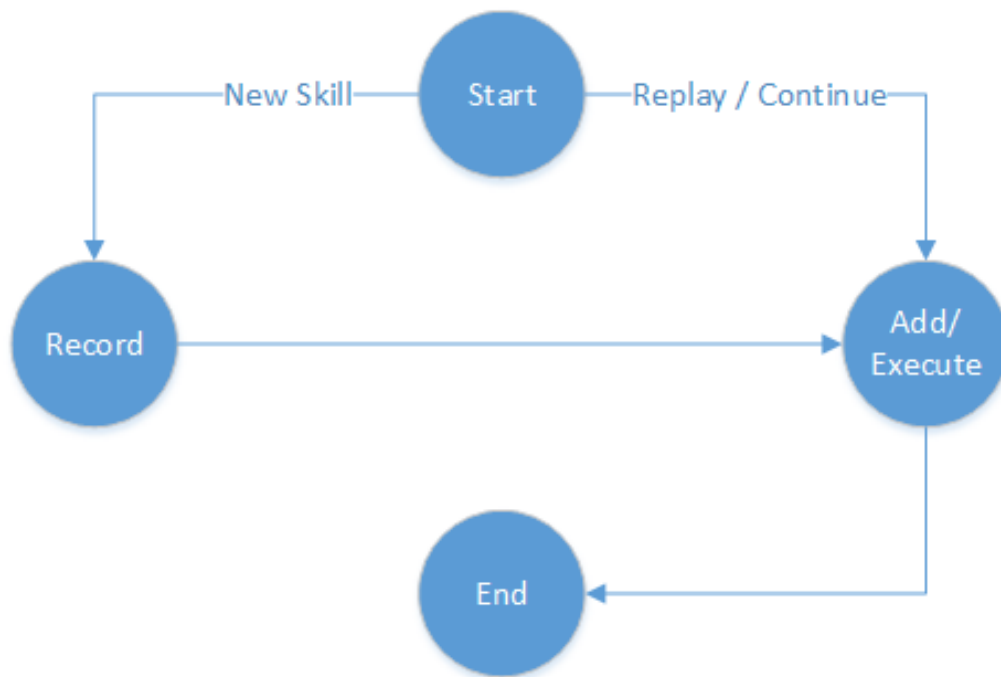 New Skill
Start
Replay / Continue
Record
Add/
Execute
End